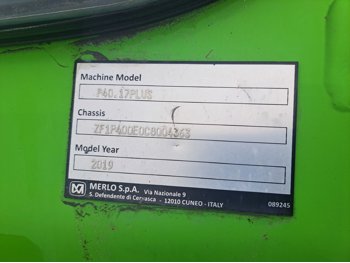 Machine Model
P40.17PLUS
Chassis
ZF1P40DE0C8004363
Model Year
2019
MERLO S.p.A. Via Nazionale 9
S. Defendente di Cervasca - 12010 CUNEO - ITALY
089245